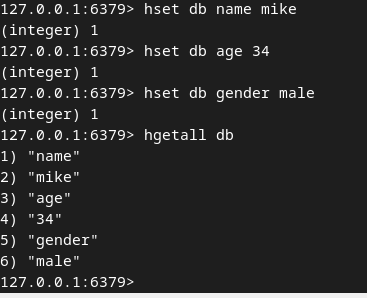 127.0.0.1:6379> hset db name mike
(integer) 1
127.0.0.1:6379> hset db age 34
(integer) 1
127.0.0.1:6379> hset db gender male
(integer) 1
127.0.0.1:6379> hgetall db
1) "name"
2) "mike"
3) "age"
4) "34"
5) "gender"
6) "male"
127.0.0.1:6379>